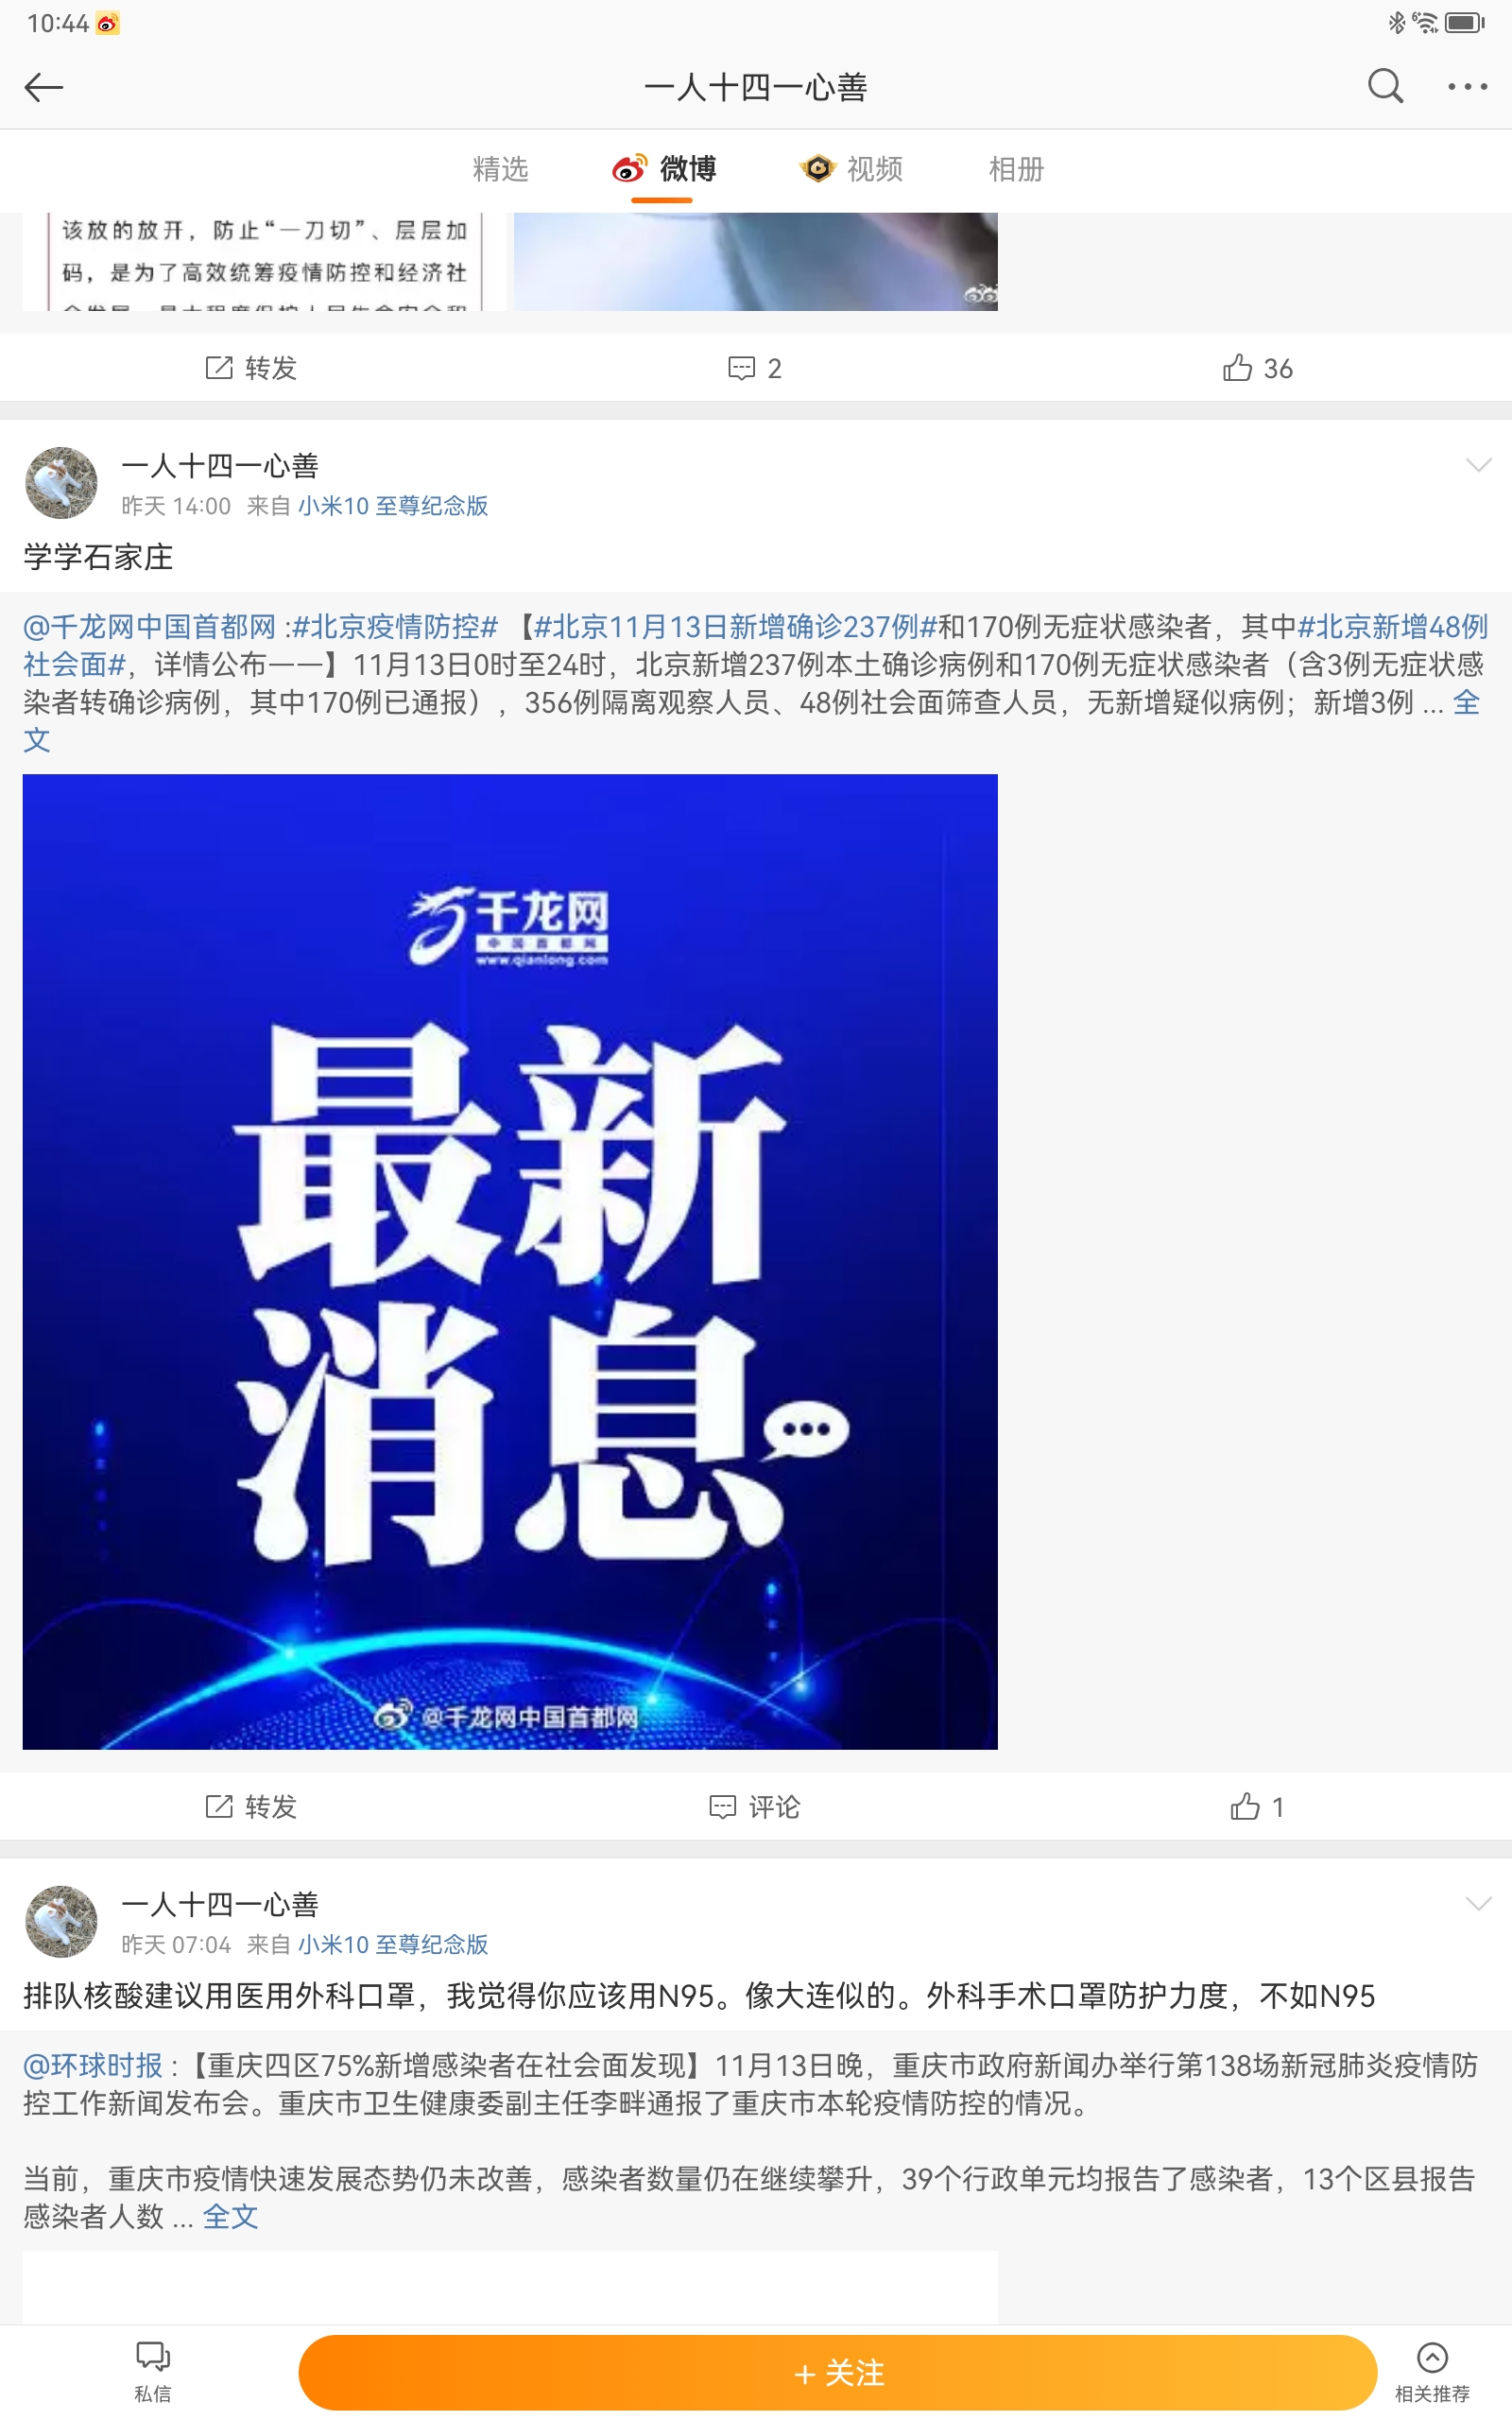 10:44
一人十四一心善
精选 微博 视频 相册
该放的放开，防止“一刀切”、层层加
码，是为了高效统筹疫情防控和经济社
转发 2 36
一人十四一心善
昨天 14:00 来自 小米10 至尊纪念版
学学石家庄
@千龙网中国首都网 :#北京疫情防控# 【#北京11月13日新增确诊237例#和170例无症状感染者，其中#北京新增48例
社会面#，详情公布一一】11月13日0时至24时，北京新增237例本土确诊病例和170例无症状感染者（含3例无症状感
染者转确诊病例，其中170例已通报），356例隔离观察人员、48例社会面筛查人员，无新增疑似病例；新增3例 ... 全
文
千龙网
中国首都网
www.qianlong.com
最新
消息
@千龙网中国首都网
转发 评论 1
一人十四一心善
昨天 07:04 来自 小米10 至尊纪念版
排队核酸建议用医用外科口罩，我觉得你应该用N95。像大连似的。外科手术口罩防护力度，不如N95
@环球时报 :【重庆四区75%新增感染者在社会面发现】11月13日晚，重庆市政府新闻办举行第138场新冠肺炎疫情防
控工作新闻发布会。重庆市卫生健康委副主任李畔通报了重庆市本轮疫情防控的情况。
当前，重庆市疫情快速发展态势仍未改善，感染者数量仍在继续攀升，39个行政单元均报告了感染者，13个区县报告
感染者人数 ... 全文
私信 + 关注 相关推荐